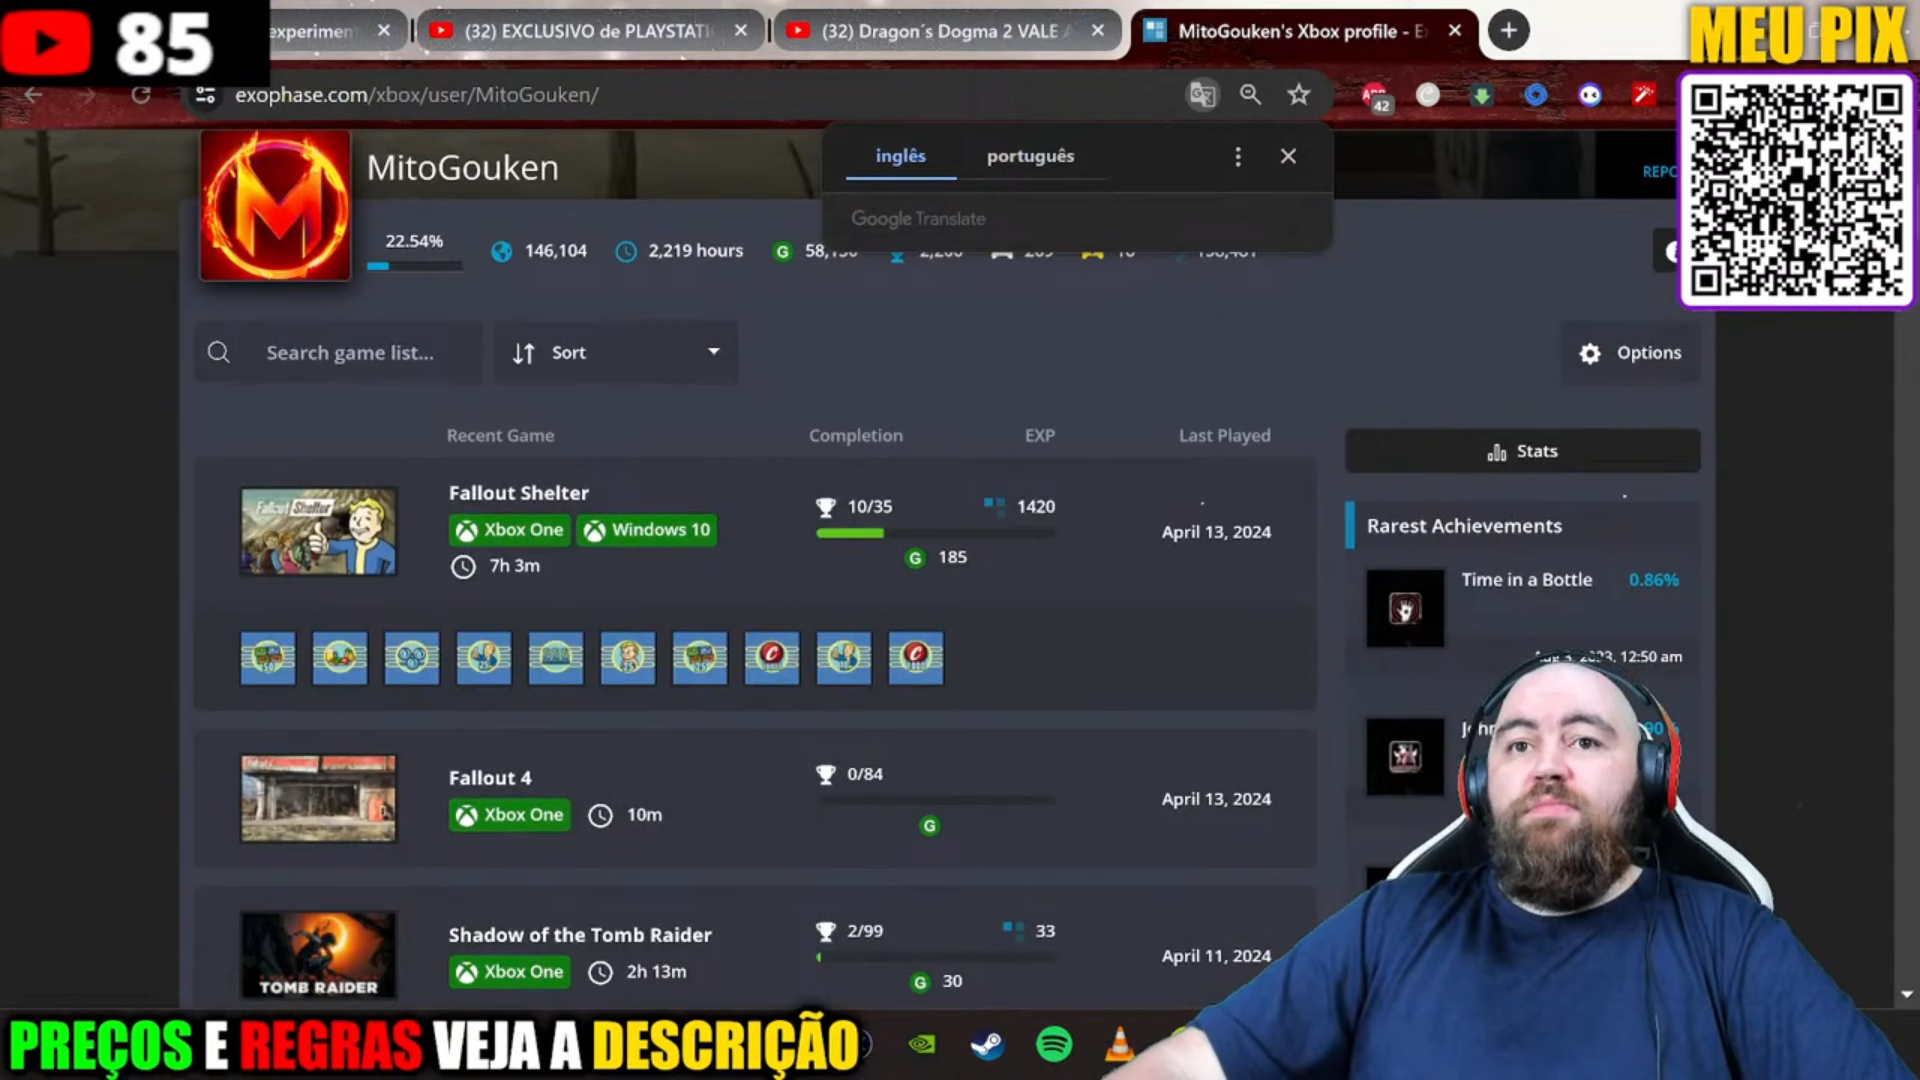 85
experimen
(32) EXCLUSIVO de PLAYSTATI
(32) Dragon´s Dogma 2 VALE A
MitoGouken's Xbox profile - E
MEU PIX
exophase.com/xbox/user/MitoGouken/
42
inglês português
Google Translate
MitoGouken
REPO
22.54%
146,104
2,219 hours
G
Search game list...
Sort
Options
Recent Game Completion EXP Last Played
Stats
Fallout Shelter
Fallout Shelter
Xbox One
Windows 10
7h 3m
10/35
1420
G 185
April 13, 2024
Rarest Achievements
Time in a Bottle 0.86%
2023, 12:50 am
Fallout 4
Xbox One
10m
0/84
G
April 13, 2024
TOMB RAIDER
Shadow of the Tomb Raider
Xbox One
2h 13m
2/99
33
G 30
April 11, 2024
PREÇOS E REGRAS VEJA A DESCRIÇÃO